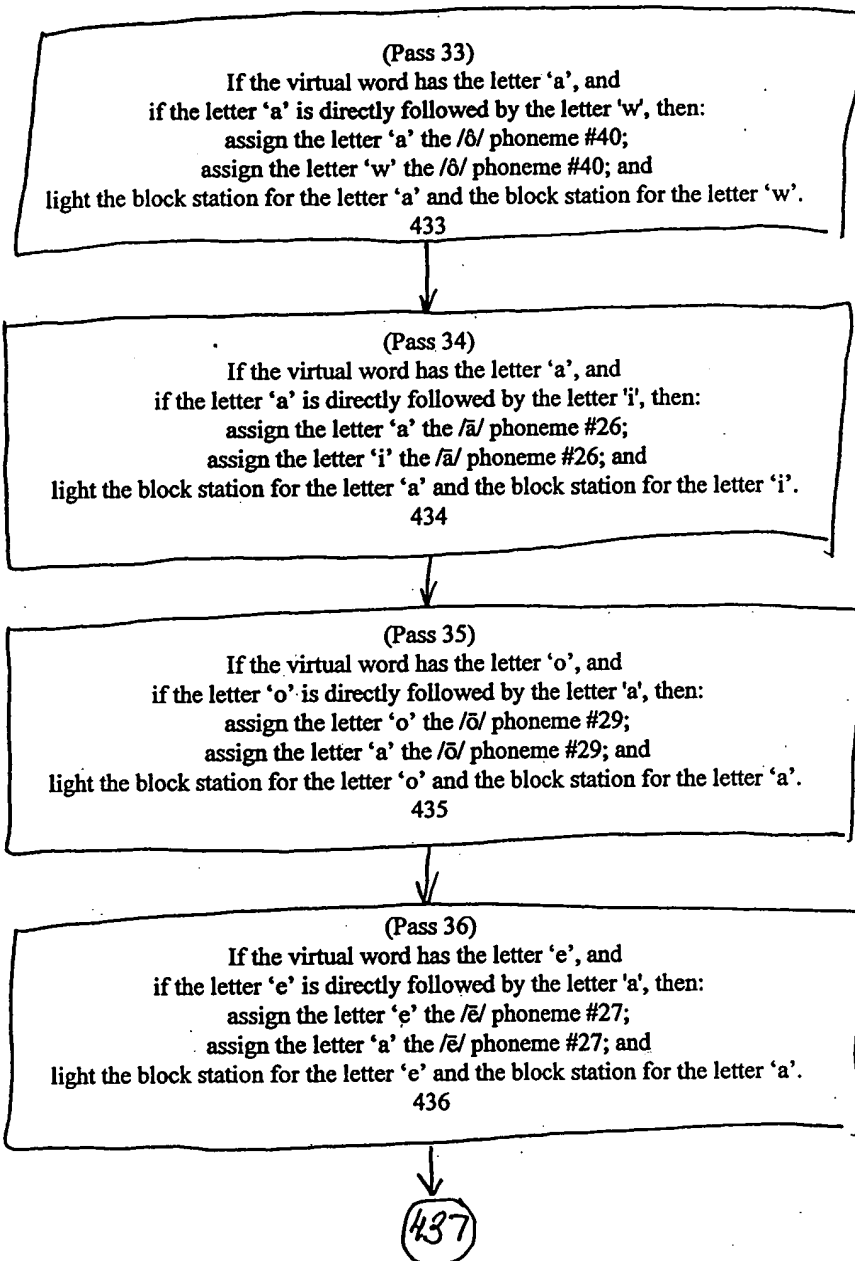 (Pass 33)
If the virtual word has the letter ‘a’, and
if the letter ‘a’ is directly followed by the letter 'w', then:
assign the letter ‘a’ the /ô/ phoneme #40;
assign the letter ‘w’ the /ô/ phoneme #40; and
light the block station for the letter ‘a’ and the block station for the letter ‘w’.
433
(Pass 34)
If the virtual word has the letter ‘a’, and
if the letter ‘a’ is directly followed by the letter 'i', then:
assign the letter ‘a’ the /ā/ phoneme #26;
assign the letter ‘i’ the /ā/ phoneme #26; and
light the block station for the letter ‘a’ and the block station for the letter ‘i’.
434
(Pass 35)
If the virtual word has the letter ‘o’, and
if the letter ‘o’ is directly followed by the letter 'a', then:
assign the letter ‘o’ the /ō/ phoneme #29;
assign the letter ‘a’ the /ō/ phoneme #29; and
light the block station for the letter ‘o’ and the block station for the letter ‘a’.
435
(Pass 36)
If the virtual word has the letter ‘e’, and
if the letter ‘e’ is directly followed by the letter 'a', then:
assign the letter ‘e’ the /ē/ phoneme #27;
assign the letter ‘a’ the /ē/ phoneme #27; and
light the block station for the letter ‘e’ and the block station for the letter ‘a’.
436
437